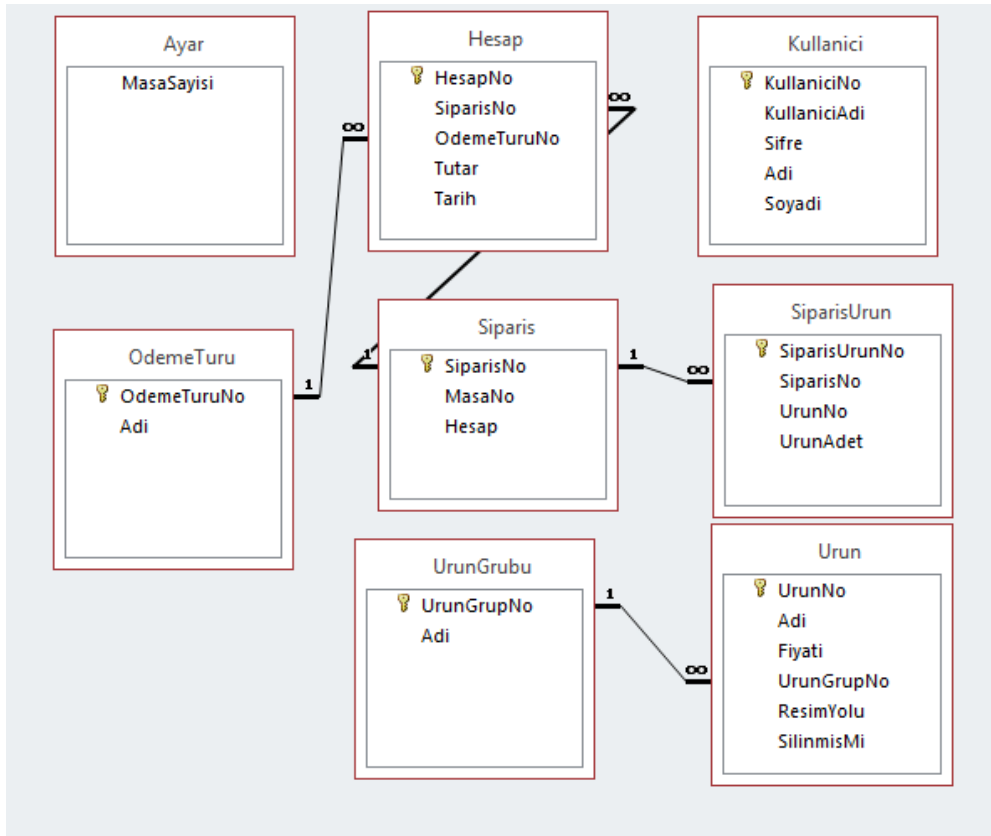 Ayar
MasaSayisi
Hesap
HesapNo
SiparisNo
OdemeTuruNo
Tutar
Tarih
Kullanici
KullaniciNo
KullaniciAdi
Sifre
Adi
Soyadi
∞
∞
OdemeTuru
OdemeTuruNo
Adi
1
Siparis
SiparisNo
MasaNo
Hesap
1
1
∞
SiparisUrun
SiparisUrunNo
SiparisNo
UrunNo
UrunAdet
UrunGrubu
UrunGrupNo
Adi
1
∞
Urun
UrunNo
Adi
Fiyati
UrunGrupNo
ResimYolu
SilinmisMi